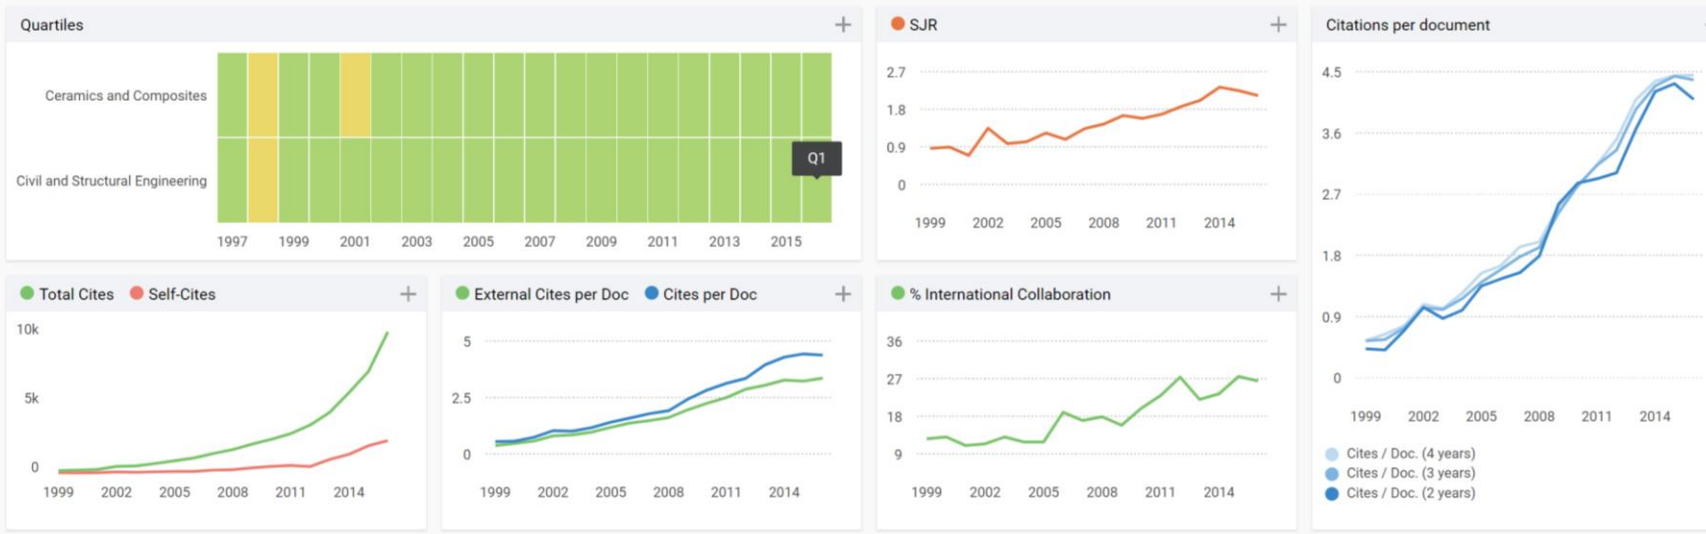 Quartiles
Ceramics and Composites
Civil and Structural Engineering
Q1
1997 1999 2001 2003 2005 2007 2009 2011 2013 2015
SJR
2.7
1.8
0.9
0
1999 2002 2005 2008 2011 2014
Citations per document
4.5
3.6
2.7
1.8
0.9
0
1999 2002 2005 2008 2011 2014
Cites / Doc. (4 years)
Cites / Doc. (3 years)
Cites / Doc. (2 years)
Total Cites Self-Cites
10k
5k
0
1999 2002 2005 2008 2011 2014
External Cites per Doc Cites per Doc
5
2.5
0
1999 2002 2005 2008 2011 2014
% International Collaboration
36
27
18
9
1999 2002 2005 2008 2011 2014